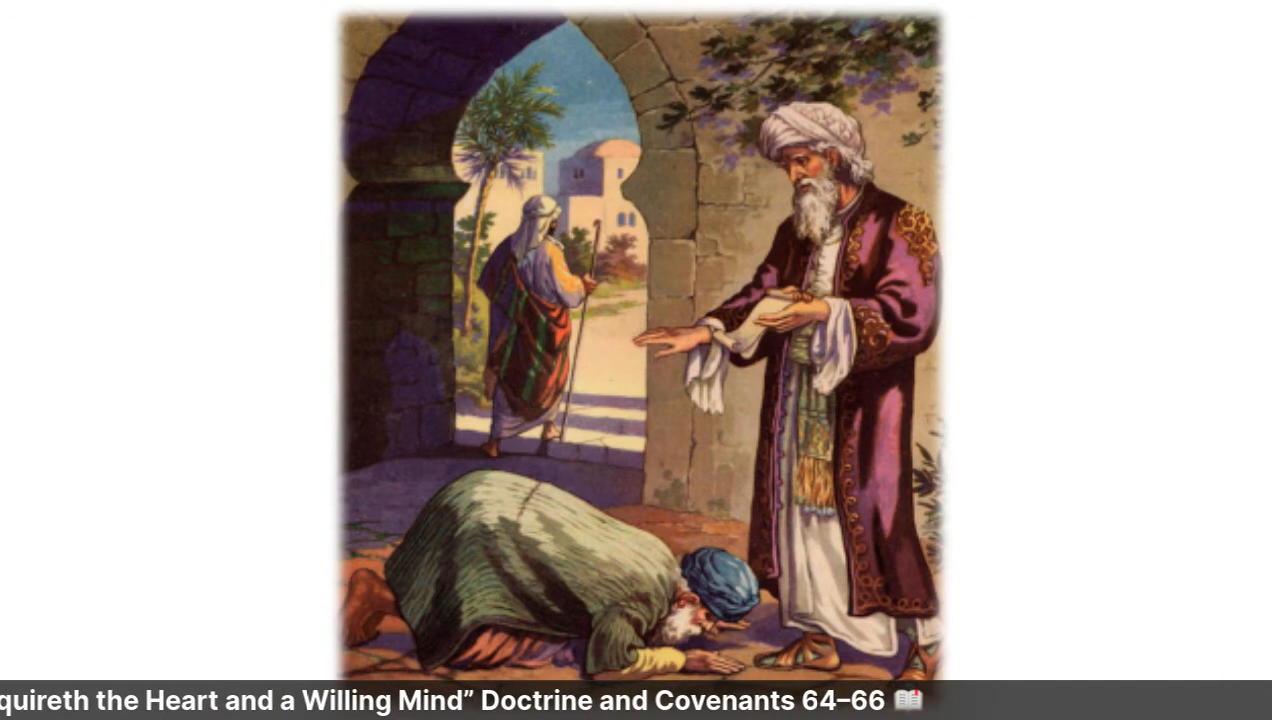 quireth the Heart and a Willing Mind” Doctrine and Covenants 64–66 📖